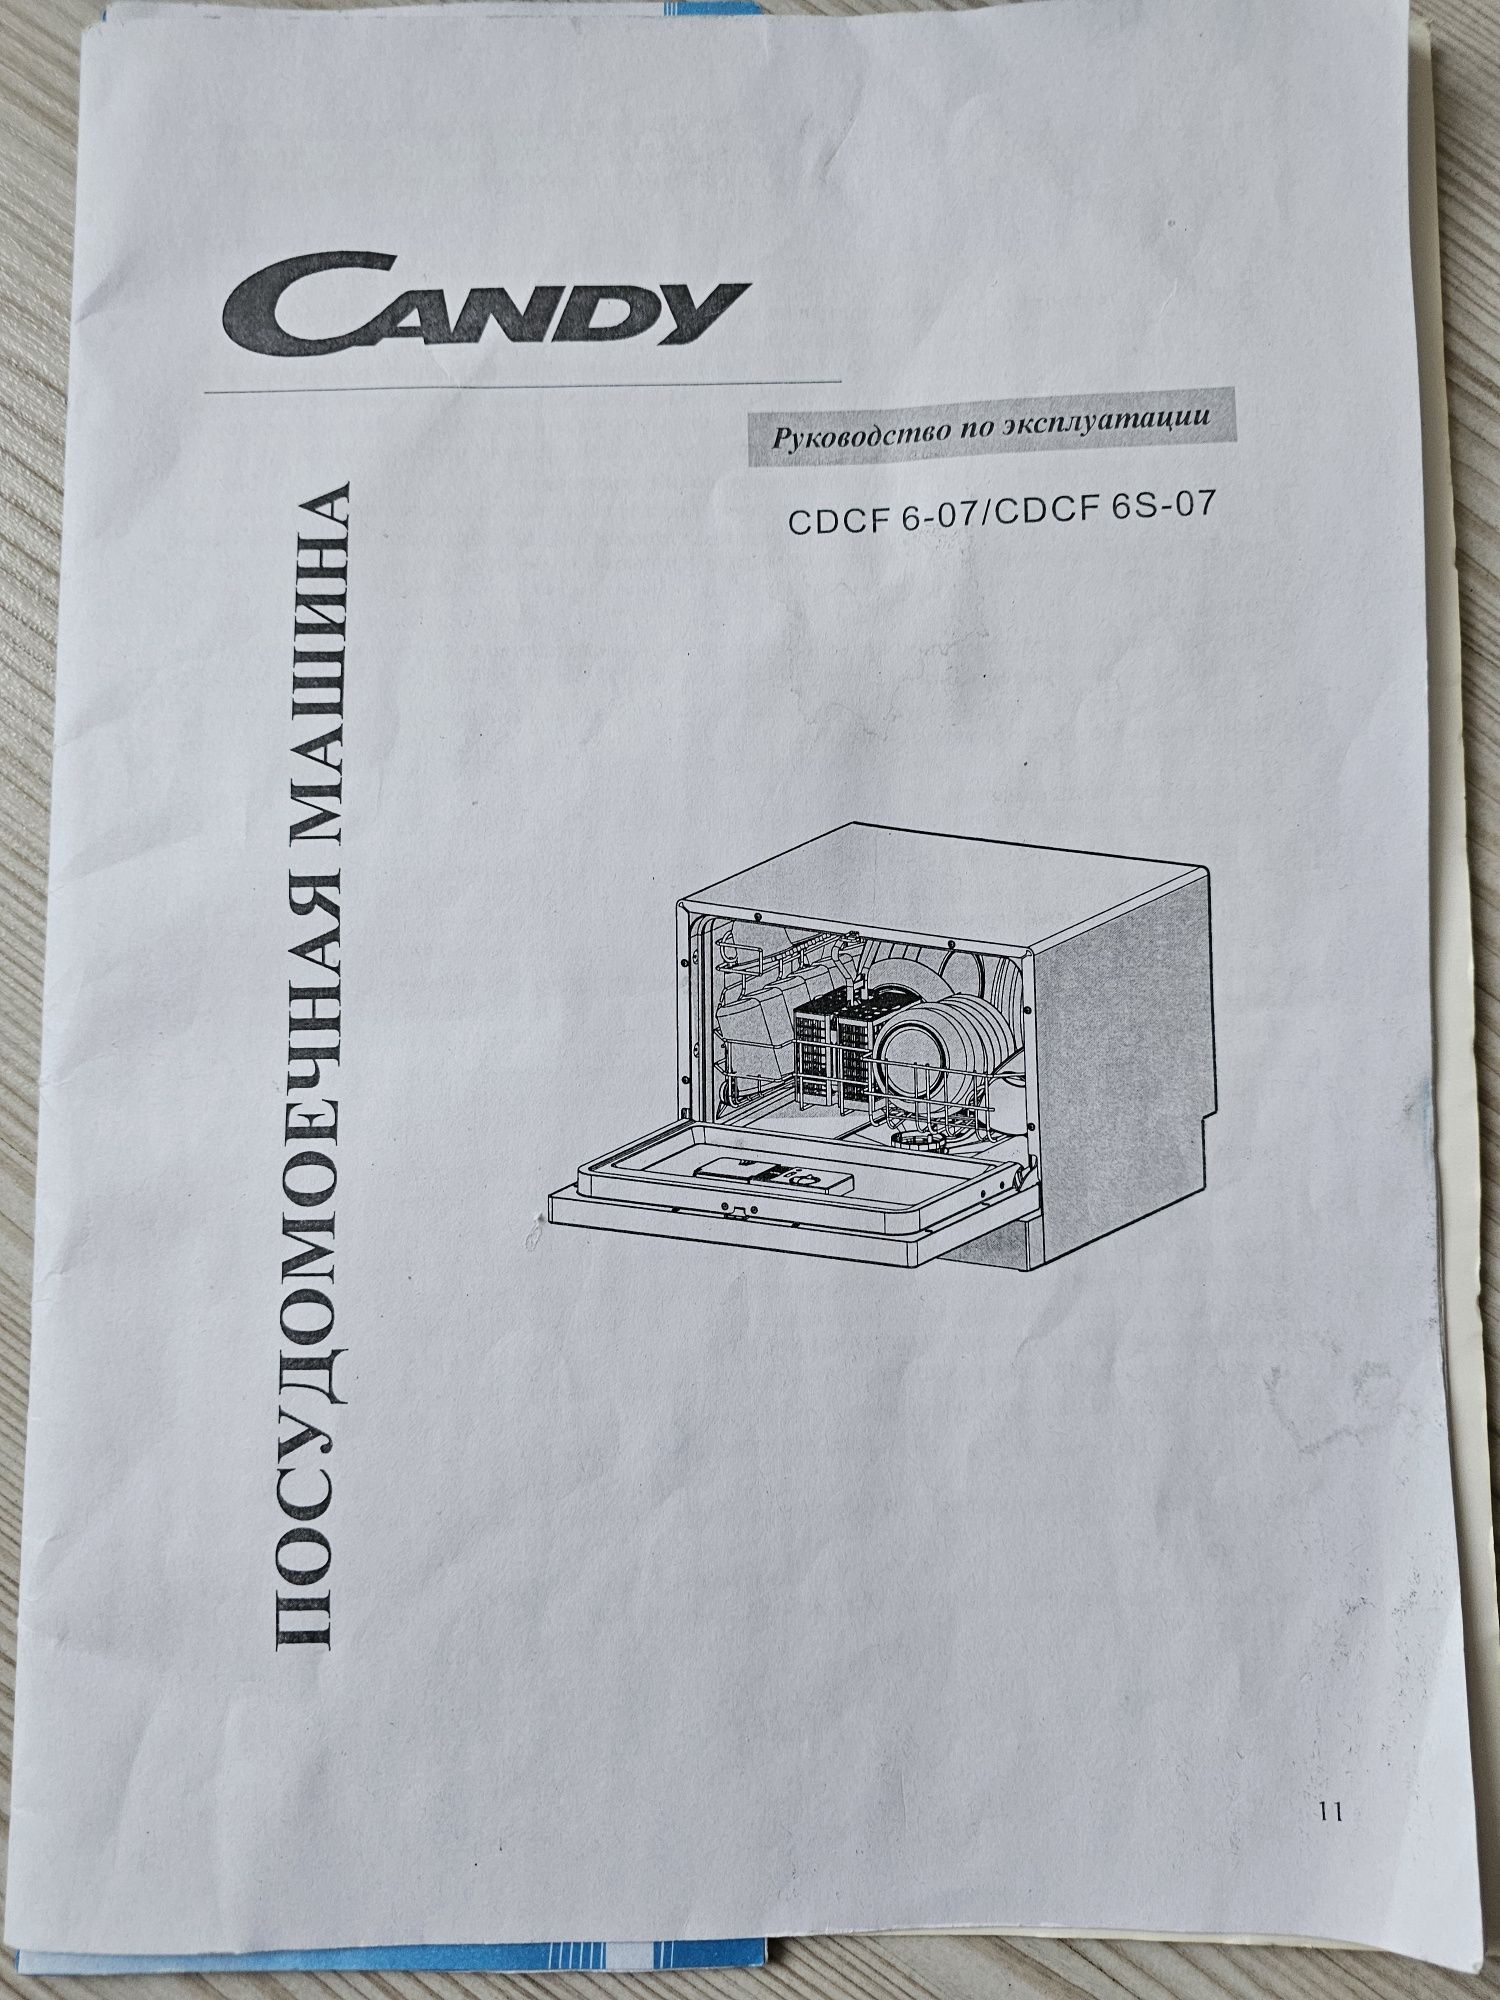 CANDY
Руководство по эксплуатации
CDCF 6-07/CDCF 6S-07
ПОСУДОМОЕЧНАЯ МАШИНА
11